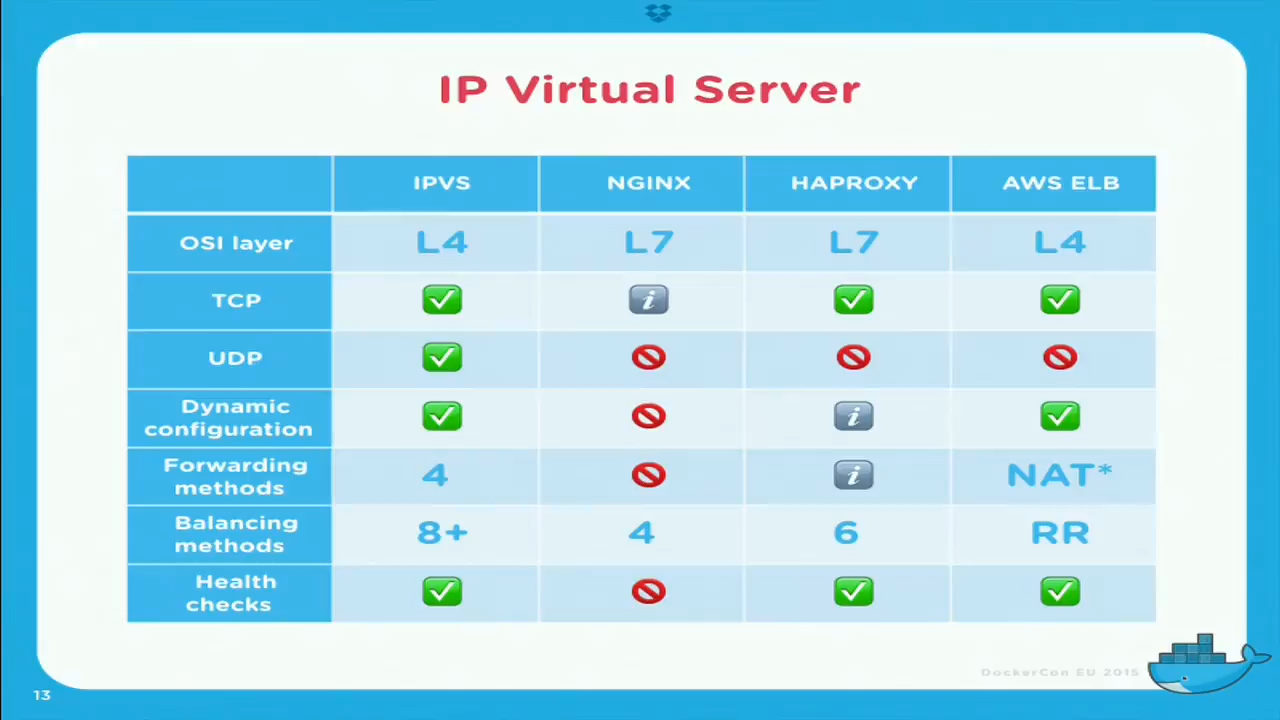 IP Virtual Server
IPVS NGINX HAPROXY AWS ELB
OSI layer L4 L7 L7 L4
TCP
UDP
Dynamic
configuration
Forwarding
methods
4 NAT*
Balancing
methods
8+ 4 6 RR
Health
checks
DockerCon EU 2015
13